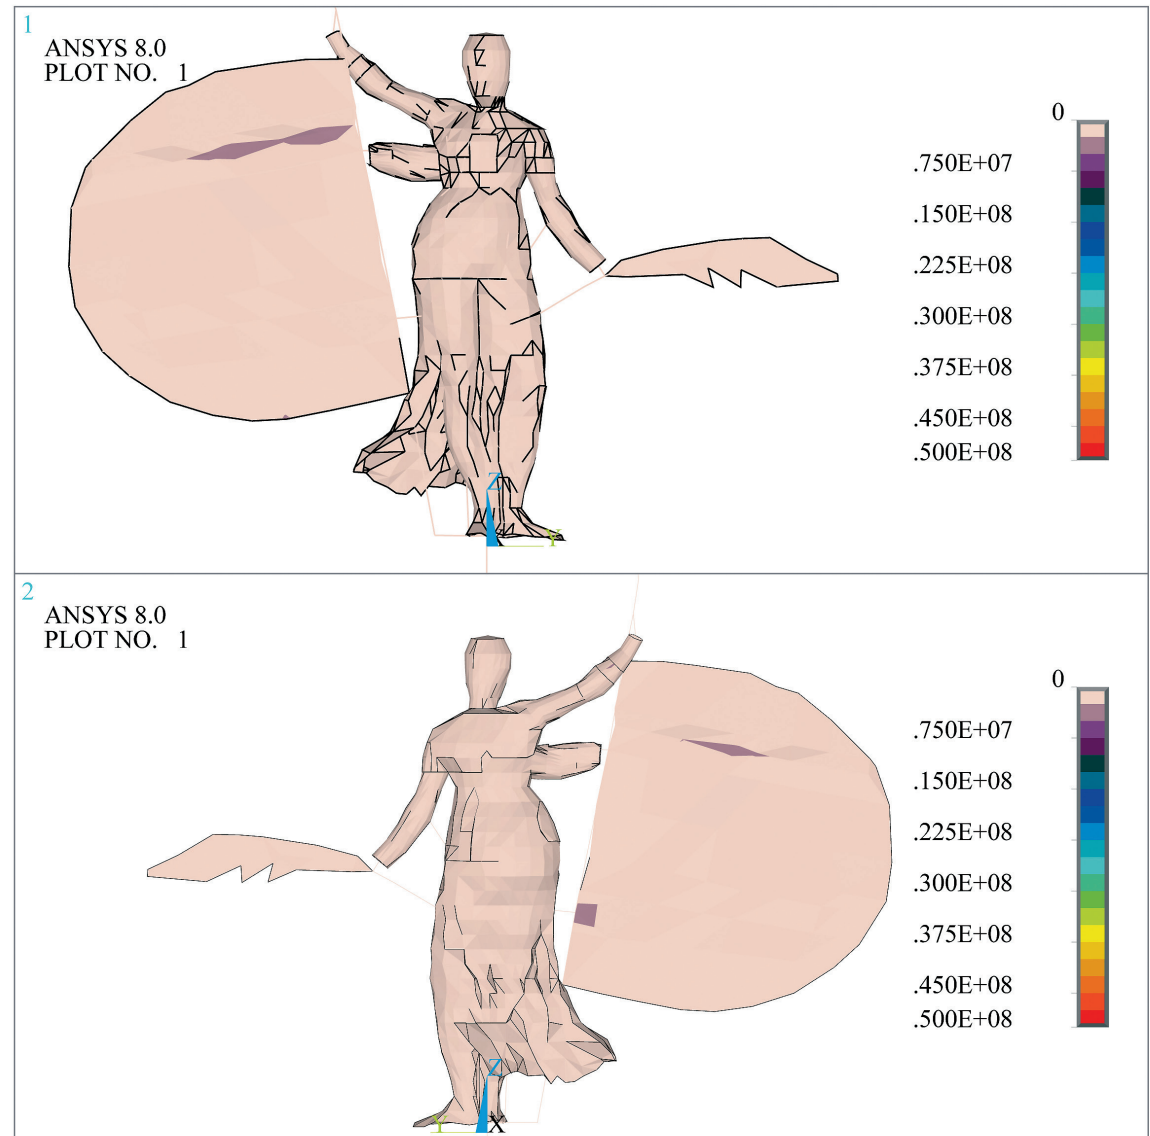 1
ANSYS 8.0
PLOT NO. 1
0
.750E+07
.150E+08
.225E+08
.300E+08
.375E+08
.450E+08
.500E+08
Z
Y
2
ANSYS 8.0
PLOT NO. 1
0
.750E+07
.150E+08
.225E+08
.300E+08
.375E+08
.450E+08
.500E+08
Z
Y X